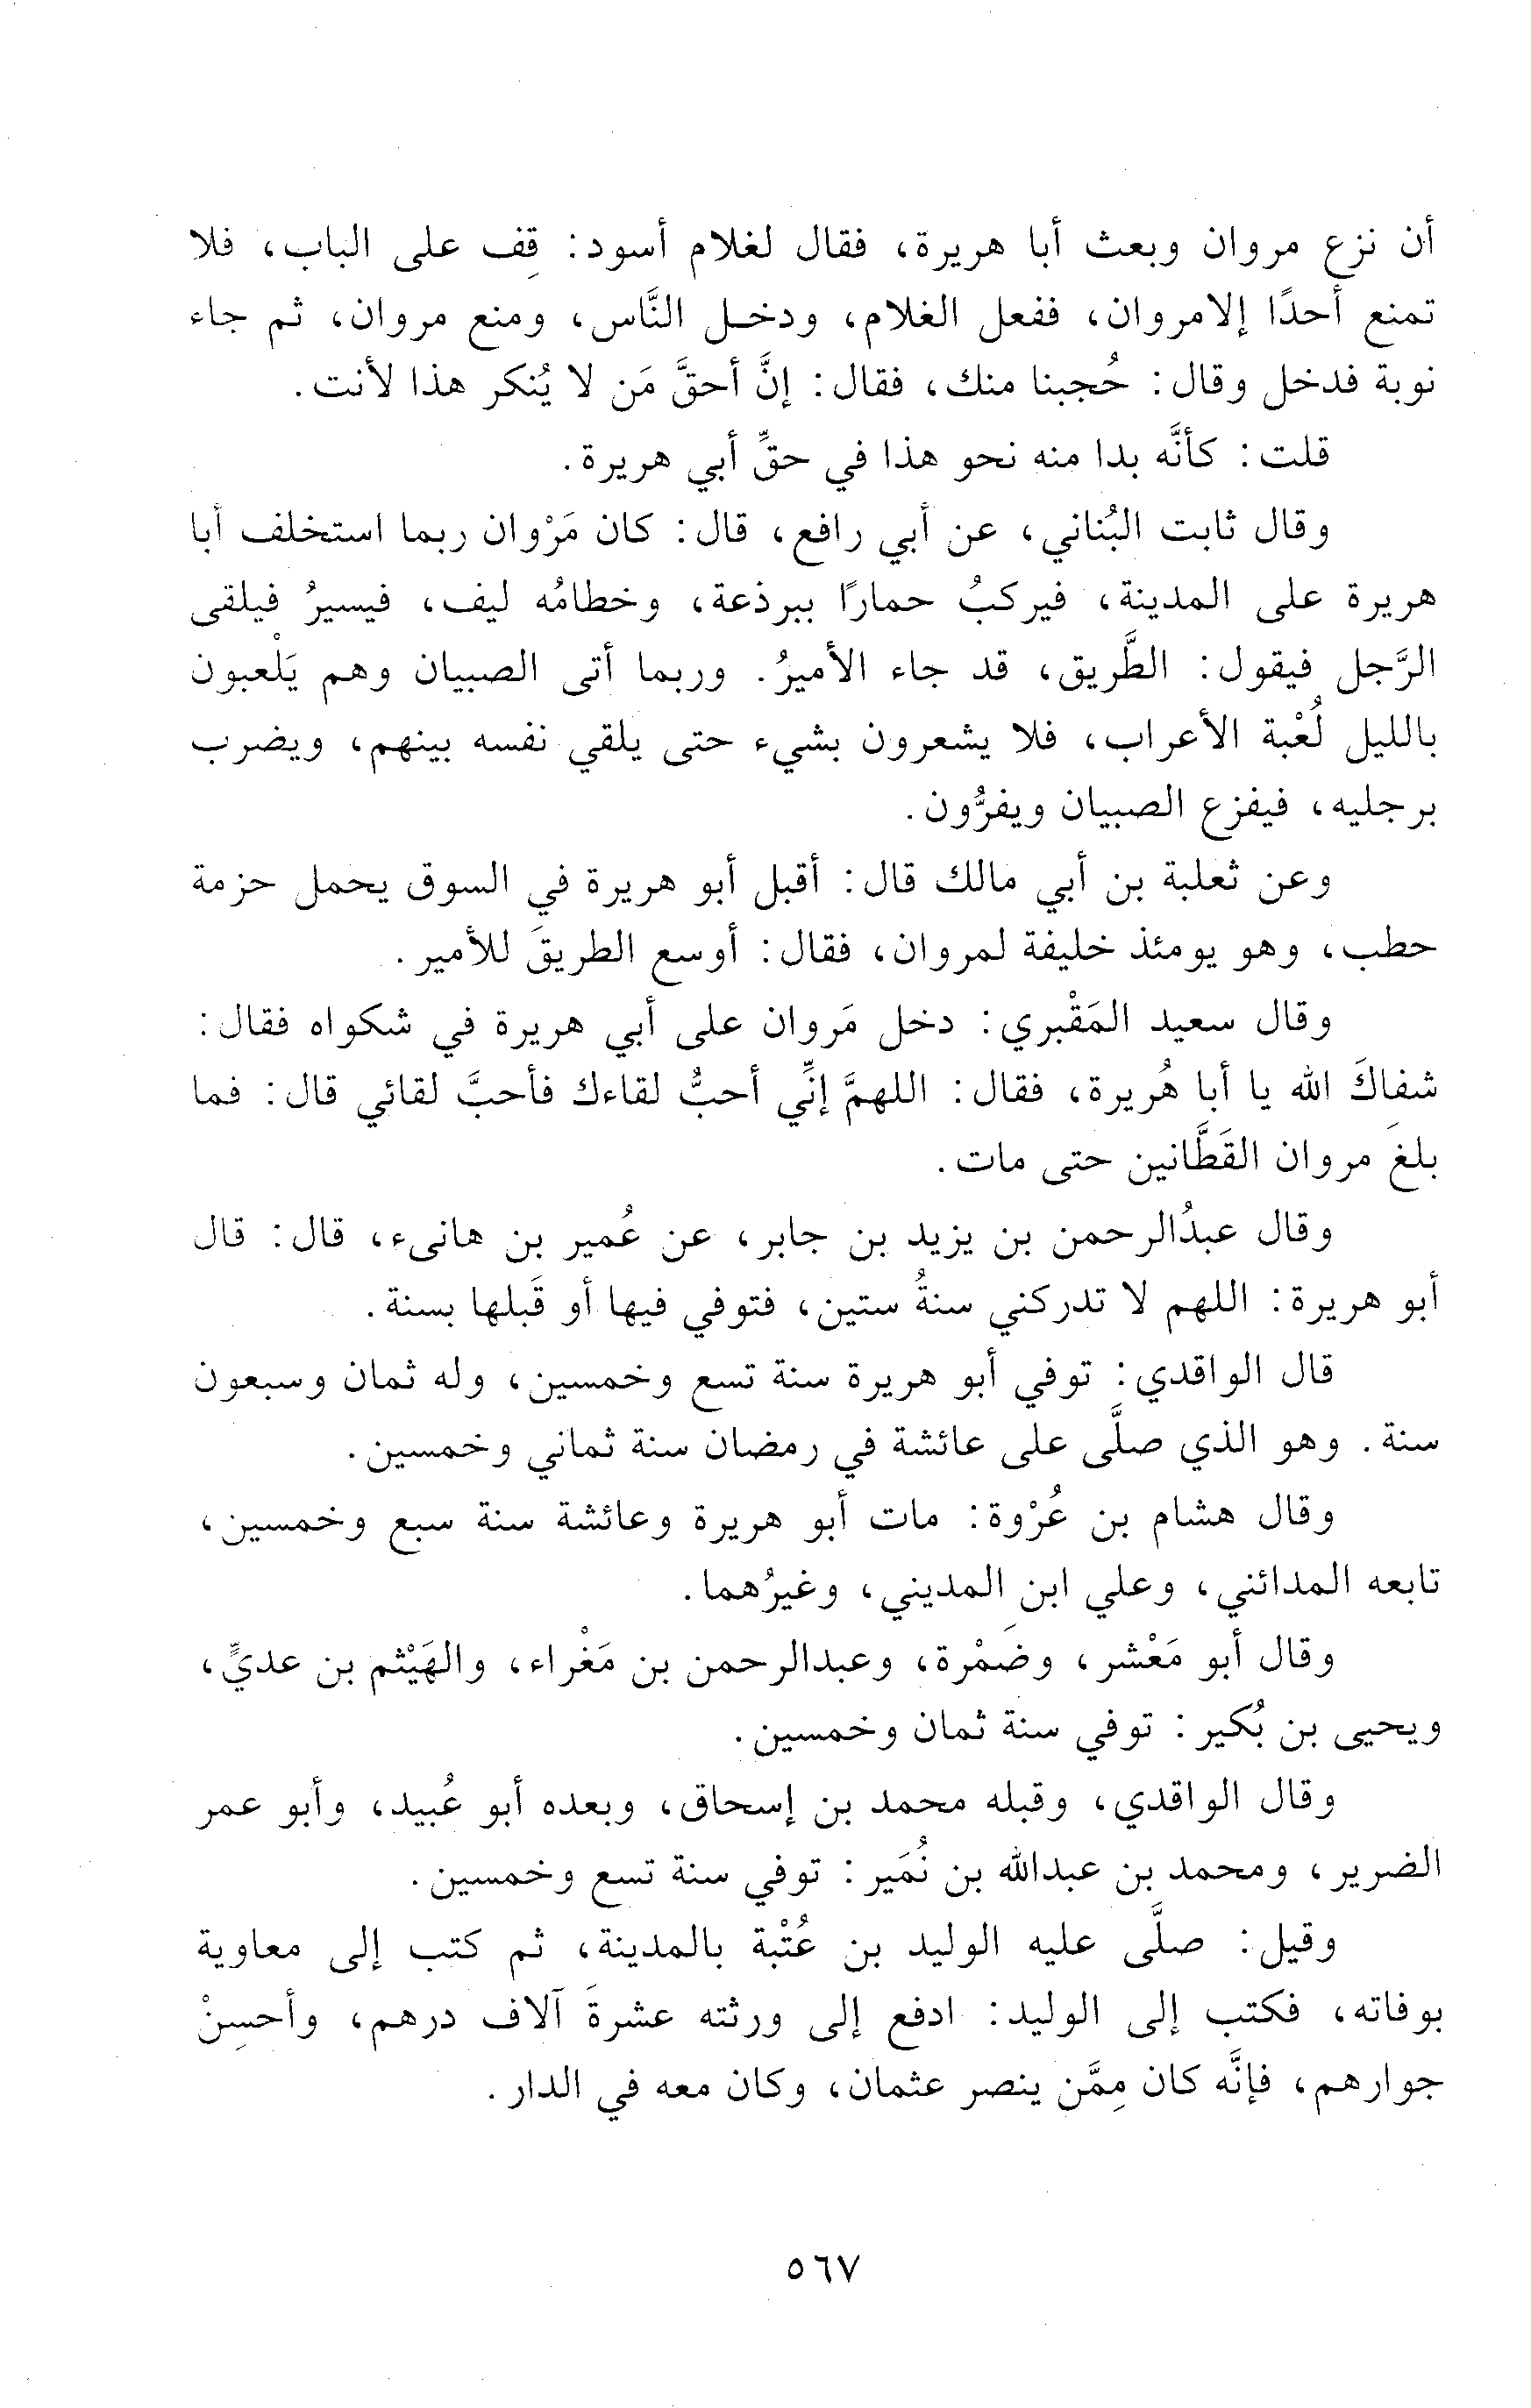 أن نزع مروان وبعث أبا هريرة، فقال لغلام أسود: قِف على الباب، فلا
تمنع أحدًا إلامروان، ففعل الغلام، ودخل النَّاس، ومنع مروان، ثم جاء
نوبة فدخل وقال: حُجبنا منك، فقال: إنَّ أحقَّ مَن لا يُنكر هذا لأنت.
قلت: كأنَّه بدا منه نحو هذا في حقِّ أبي هريرة.
وقال ثابت البُناني، عن أبي رافع، قال: كان مَرْوان ربما استخلف أبا
هريرة على المدينة، فيركبُ حمارًا ببرذعة، وخطامُه ليف، فيسيرُ فيلقى
الرَّجل فيقول: الطَّريق، قد جاء الأميرُ. وربما أتى الصبيان وهم يَلْعبون
بالليل لُعْبة الأعراب، فلا يشعرون بشيء حتى يلقي نفسه بينهم، ويضرب
برجليه، فيفزع الصبيان ويفرُّون.
وعن ثعلبة بن أبي مالك قال: أقبل أبو هريرة في السوق يحمل حزمة
حطب، وهو يومئذ خليفة لمروان، فقال: أوسع الطريقَ للأمير.
وقال سعيد المَقْبري: دخل مَروان على أبي هريرة في شكواه فقال:
شفاكَ الله يا أبا هُريرة، فقال: اللهمَّ إنِّي أحبُّ لقاءك فأحبَّ لقائي قال: فما
بلغَ مروان القَطَّانين حتى مات.
وقال عبدُالرحمن بن يزيد بن جابر، عن عُمير بن هانىء، قال: قال
أبو هريرة: اللهم لا تدركني سنةُ ستين، فتوفي فيها أو قَبلها بسنة.
قال الواقدي: توفي أبو هريرة سنة تسع وخمسين، وله ثمان وسبعون
سنة. وهو الذي صلَّى على عائشة في رمضان سنة ثماني وخمسين.
وقال هشام بن عُرْوة: مات أبو هريرة وعائشة سنة سبع وخمسين،
تابعه المدائني، وعلي ابن المديني، وغيرُهما.
وقال أبو مَعْشر، وضَمْرة، وعبدالرحمن بن مَغْراء، والهَيْثم بن عديٍّ،
ويحيى بن بُكير: توفي سنة ثمان وخمسين.
وقال الواقدي، وقبله محمد بن إسحاق، وبعده أبو عُبيد، وأبو عمر
الضرير، ومحمد بن عبدالله بن نُمَير: توفي سنة تسع وخمسين.
وقيل: صلَّى عليه الوليد بن عُتْبة بالمدينة، ثم كتب إلى معاوية
بوفاته، فكتب إلى الوليد: ادفع إلى ورثته عشرةَ آلاف درهم، وأحسِنْ
جوارهم، فإنَّه كان مِمَّن ينصر عثمان، وكان معه في الدار.
٥٦٧